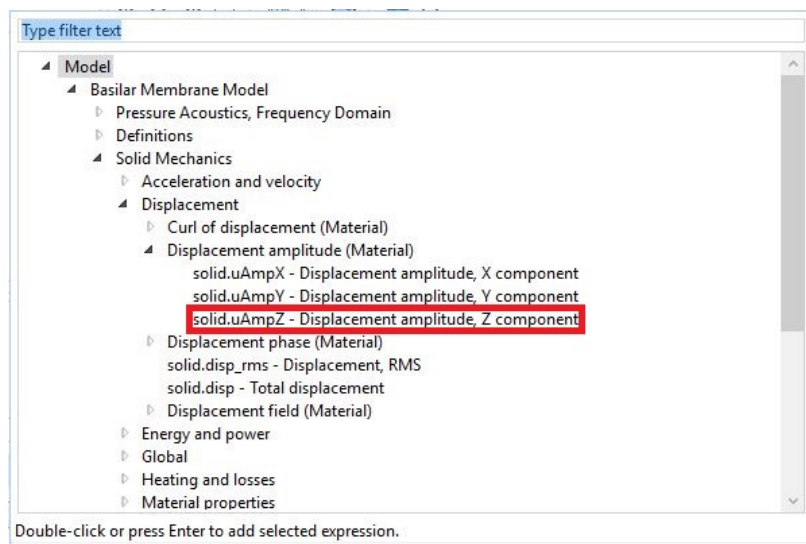 Type filter text
Model
Basilar Membrane Model
Pressure Acoustics, Frequency Domain
Definitions
Solid Mechanics
Acceleration and velocity
Displacement
Curl of displacement (Material)
Displacement amplitude (Material)
solid.uAmpX - Displacement amplitude, X component
solid.uAmpY - Displacement amplitude, Y component
solid.uAmpZ - Displacement amplitude, Z component
Displacement phase (Material)
solid.disp_rms - Displacement, RMS
solid.disp - Total displacement
Displacement field (Material)
Energy and power
Global
Heating and losses
Material properties
Double-click or press Enter to add selected expression.